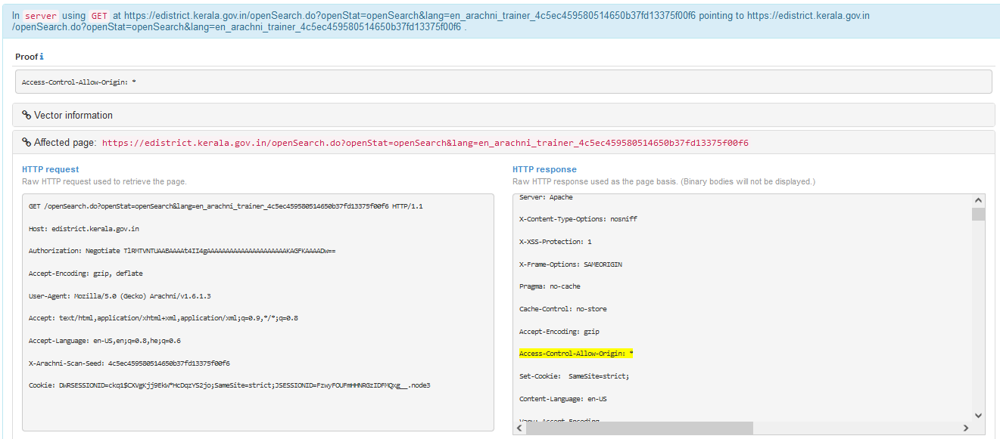 In server using GET at https://edistrict.kerala.gov.in/openSearch.do?openStat=openSearch&lang=en_arachni_trainer_4c5ec459580514650b37fd13375f00f6 pointing to https://edistrict.kerala.gov.in
/openSearch.do?openStat=openSearch&lang=en_arachni_trainer_4c5ec459580514650b37fd13375f00f6 .
Proof
Access-Control-Allow-Origin: *
Vector information
Affected page: https://edistrict.kerala.gov.in/openSearch.do?openStat=openSearch&lang=en_arachni_trainer_4c5ec459580514650b37fd13375f00f6
HTTP request
Raw HTTP request used to retrieve the page.
GET /openSearch.do?openStat=openSearch&lang=en_arachni_trainer_4c5ec459580514650b37fd13375f00f6 HTTP/1.1
Host: edistrict.kerala.gov.in
Authorization: Negotiate
Accept-Encoding: gzip, deflate
User-Agent: Mozilla/5.0 (Gecko) Arachni/v1.6.1.3
Accept: text/html,application/xhtml+xml,application/xml;q=0.9,*/*;q=0.8
Accept-Language: en-US,en;q=0.8,he;q=0.6
X-Arachni-Scan-Seed: 4c5ec459580514650b37fd13375f00f6
Cookie: DWRSESSIONID=ckq1$CXVgKjj9EkW*HcDqzYS2jo;SameSite=strict;JSESSIONID=FzwyFOUFmHHNRGzIDFMQxg__.node3
HTTP response
Raw HTTP response used as the page basis. (Binary bodies will not be displayed.)
Server: Apache
X-Content-Type-Options: nosniff
X-XSS-Protection: 1
X-Frame-Options: SAMEORIGIN
Pragma: no-cache
Cache-Control: no-store
Accept-Encoding: gzip
Access-Control-Allow-Origin: *
Set-Cookie:  SameSite=strict;
Content-Language: en-US
Vary: Accept-Encoding